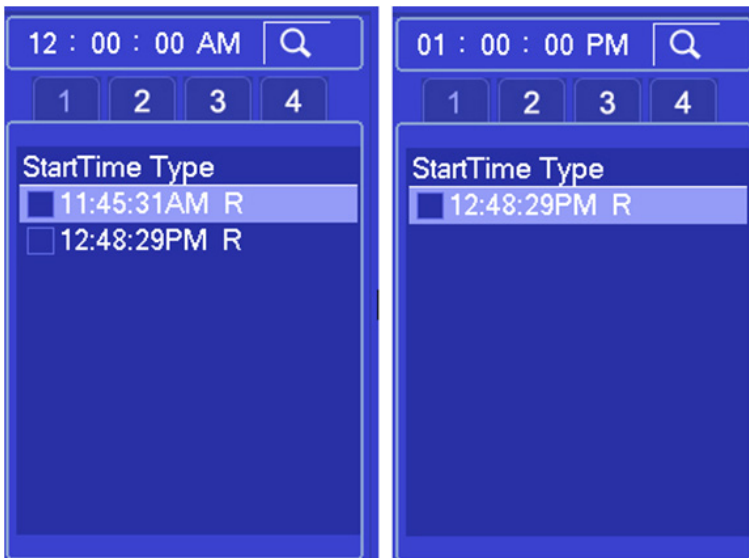 12 : 00 : 00 AM
1 2 3 4
StartTime Type
11:45:31AM R
12:48:29PM R
01 : 00 : 00 PM
1 2 3 4
StartTime Type
12:48:29PM R